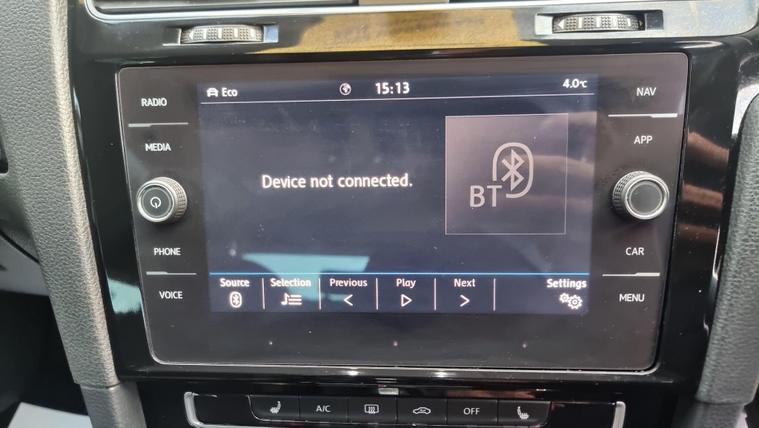 Eco 15:13 4.0°C
RADIO
MEDIA
PHONE
VOICE
Device not connected.
BT
NAV
APP
CAR
MENU
Source Selection Previous Play Next Settings
A/C OFF